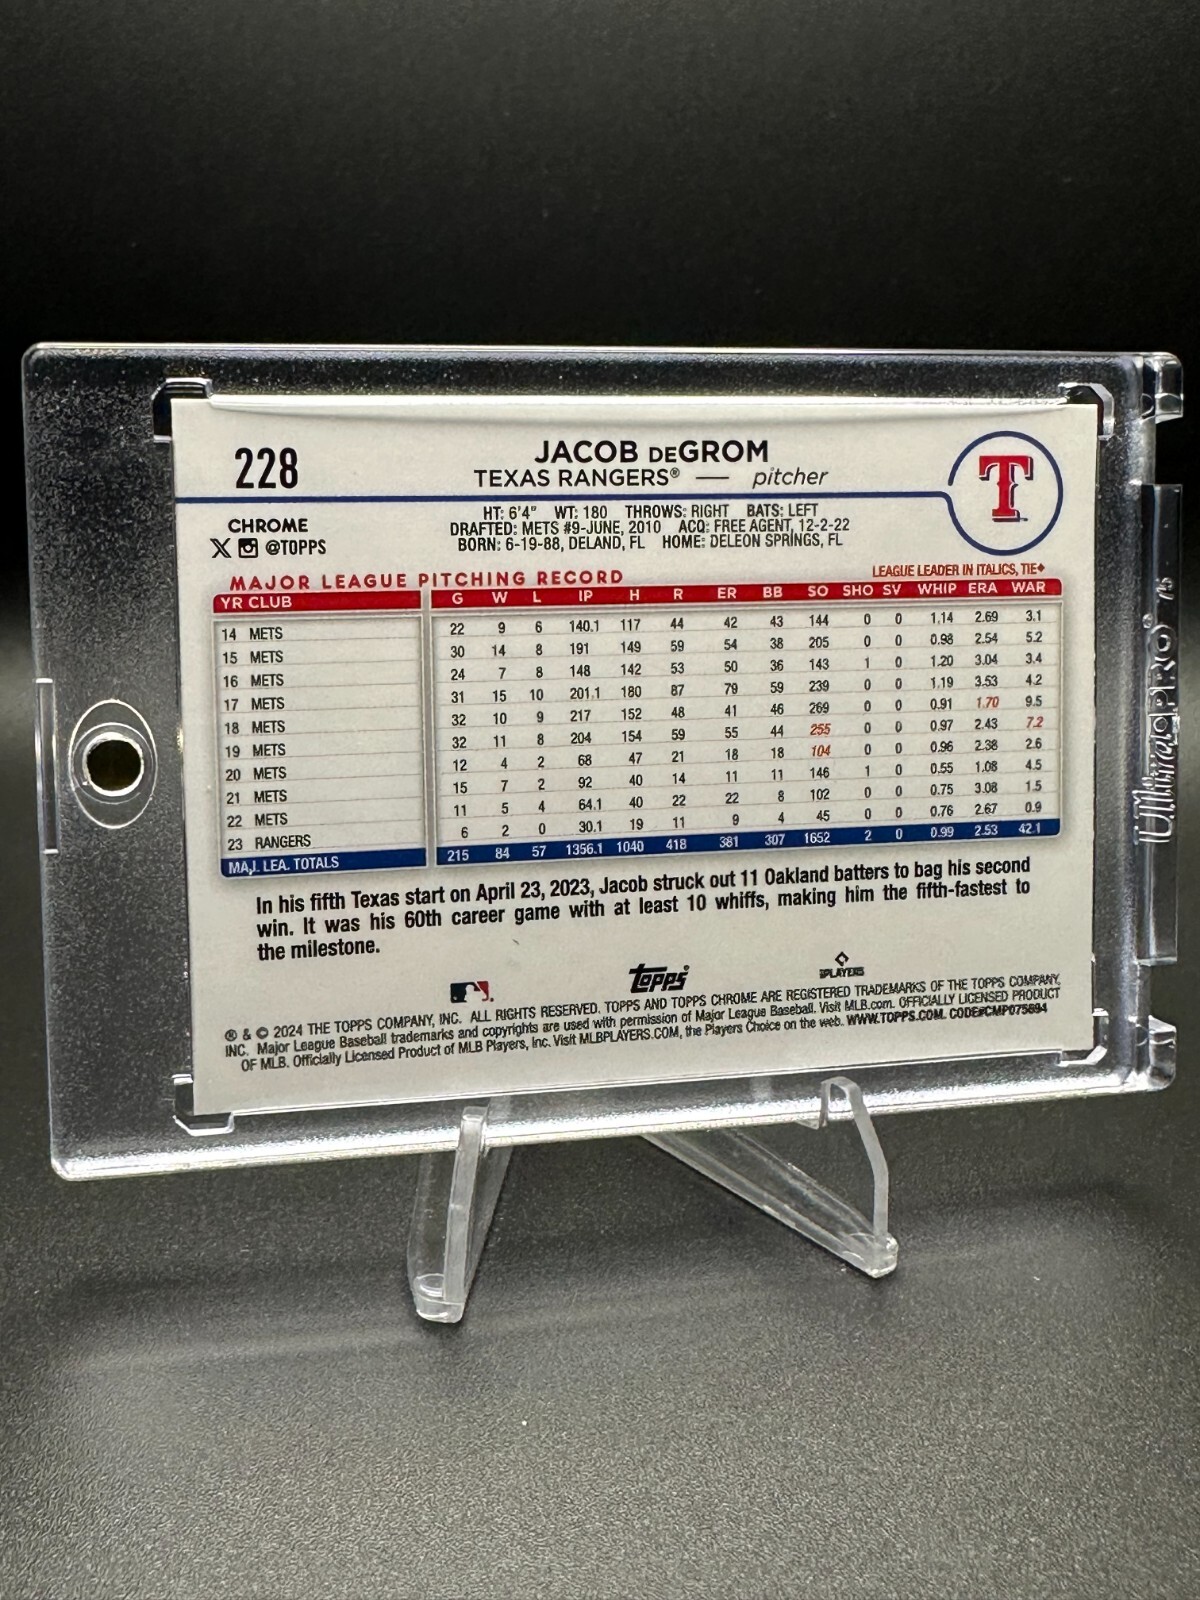 228
JACOB DEGROM
TEXAS RANGERS® — pitcher
T
CHROME
X @TOPPS
HT: 6'4" WT: 180 THROWS: RIGHT BATS: LEFT
DRAFTED: METS #9-JUNE, 2010 ACQ: FREE AGENT, 12-2-22
BORN: 6-19-88, DELAND, FL HOME: DELEON SPRINGS, FL
MAJOR LEAGUE PITCHING RECORD
LEAGUE LEADER IN ITALICS, TIE♦
YR CLUB G W L IP H R ER BB SO SHO SV WHIP ERA WAR
14 METS 22 9 6 140.1 117 44 42 43 144 0 0 1.14 2.69 3.1
15 METS 30 14 8 191 149 59 54 38 205 0 0 0.98 2.54 5.2
16 METS 24 7 8 148 142 53 50 36 143 1 0 1.20 3.04 3.4
17 METS 31 15 10 201.1 180 87 79 59 239 0 0 1.19 3.53 4.2
18 METS 32 10 9 217 152 48 41 46 269 0 0 0.91 1.70 9.5
19 METS 32 11 8 204 154 59 55 44 255 0 0 0.97 2.43 7.2
20 METS 12 4 2 68 47 21 18 18 104 0 0 0.96 2.38 2.6
21 METS 15 7 2 92 40 14 11 11 146 1 0 0.55 1.08 4.5
22 METS 11 5 4 64.1 40 22 22 8 102 0 0 0.75 3.08 1.5
23 RANGERS 6 2 0 30.1 19 11 9 4 45 0 0 0.76 2.67 0.9
MAJ. LEA. TOTALS 215 84 57 1356.1 1040 418 381 307 1652 2 0 0.99 2.53 42.1
In his fifth Texas start on April 23, 2023, Jacob struck out 11 Oakland batters to bag his second
win. It was his 60th career game with at least 10 whiffs, making him the fifth-fastest to
the milestone.
Topps
PLAYERS
® & © 2024 THE TOPPS COMPANY, INC. ALL RIGHTS RESERVED. TOPPS AND TOPPS CHROME ARE REGISTERED TRADEMARKS OF THE TOPPS COMPANY,
INC. Major League Baseball trademarks and copyrights are used with permission of Major League Baseball. Visit MLB.com. OFFICIALLY LICENSED PRODUCT
OF MLB. Officially Licensed Product of MLB Players, Inc. Visit MLBPLAYERS.COM, the Players Choice on the web. WWW.TOPPS.COM. CODE#CMP075694
Ultra PRO®